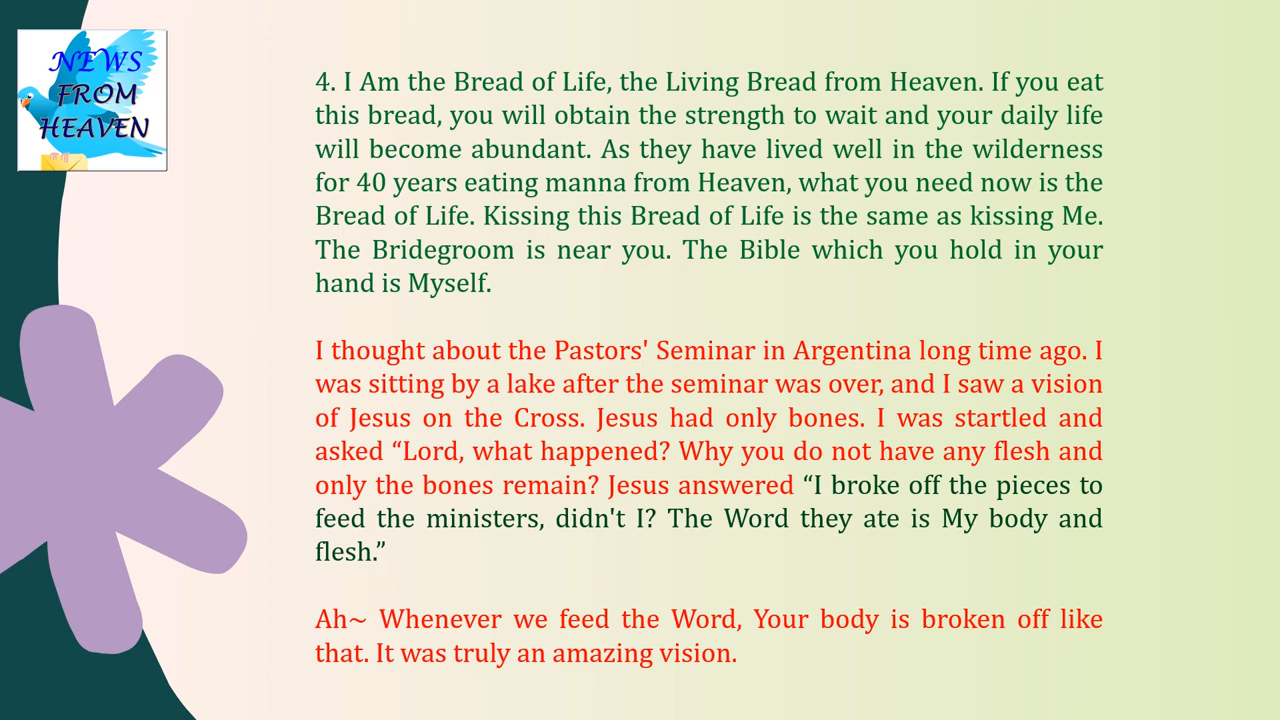 NEWS
FROM
HEAVEN
4. I Am the Bread of Life, the Living Bread from Heaven. If you eat
this bread, you will obtain the strength to wait and your daily life
will become abundant. As they have lived well in the wilderness
for 40 years eating manna from Heaven, what you need now is the
Bread of Life. Kissing this Bread of Life is the same as kissing Me.
The Bridegroom is near you. The Bible which you hold in your
hand is Myself.
I thought about the Pastors' Seminar in Argentina long time ago. I
was sitting by a lake after the seminar was over, and I saw a vision
of Jesus on the Cross. Jesus had only bones. I was startled and
asked “Lord, what happened? Why you do not have any flesh and
only the bones remain? Jesus answered “I broke off the pieces to
feed the ministers, didn't I? The Word they ate is My body and
flesh.”
Ah~ Whenever we feed the Word, Your body is broken off like
that. It was truly an amazing vision.